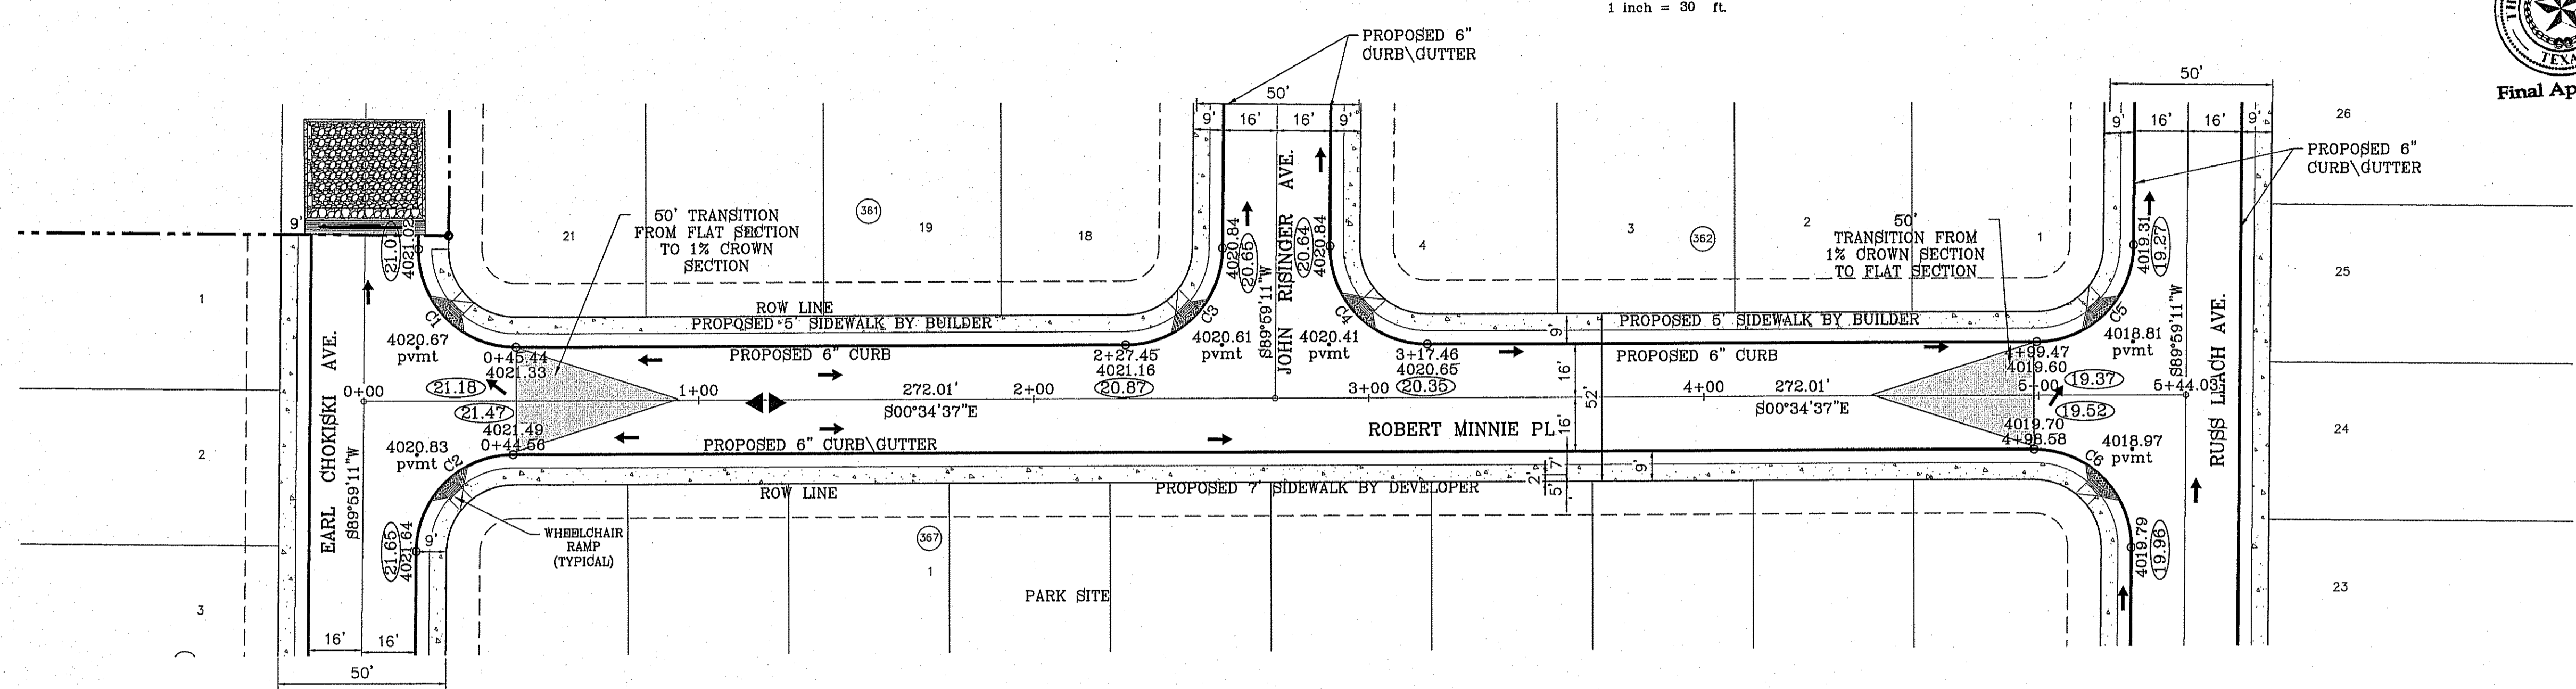 1 inch = 30 ft.
TEXA
Final Ap
PROPOSED 6"
CURB\GUTTER
50'
9'
16'
16'
9'
50'
9'
16'
16'
9'
26
PROPOSED 6"
CURB\GUTTER
9'
21
50' TRANSITION
FROM FLAT SECTION
TO 1% CROWN
SECTION
361
19
18
4020.84
20.65
S89°59'11"W
JOHN RISINGER AVE.
20.64
4020.84
4
3
362
2
50'
TRANSITION FROM
1% CROWN SECTION
TO FLAT SECTION
1
4019.31
19.27
25
4021.02
1
ROW LINE
PROPOSED 5' SIDEWALK BY BUILDER
PROPOSED 5' SIDEWALK BY BUILDER
C1
C3
C4
C5
4020.67
pvmt
0+45.44
4021.33
PROPOSED 6" CURB
2+27.45
4021.16
20.87
4020.61
pvmt
4020.41
pvmt
3+17.46
4020.65
20.35
9'
PROPOSED 6" CURB
4+99.47
4019.60
4018.81
pvmt
S89°59'11"W
RUSS LEACH AVE.
EARL CHOKISKI AVE.
S89°59'11"W
0+00
21.18
21.47
1+00
272.01'
S00°34'37"E
2+00
3+00
16'
52'
16'
4+00
272.01'
S00°34'37"E
5+00
19.37
19.52
5+44.03
2
4020.83
pvmt
4021.49
0+44.56
C2
PROPOSED 6" CURB\GUTTER
ROBERT MINNIE PL
4019.70
4+98.58
4018.97
pvmt
C6
24
ROW LINE
PROPOSED 7' SIDEWALK BY DEVELOPER
2'
7'
5'
9'
WHEELCHAIR
RAMP
(TYPICAL)
367
1
PARK SITE
21.65
4021.64
9'
4019.79
19.96
3
23
16'
16'
50'